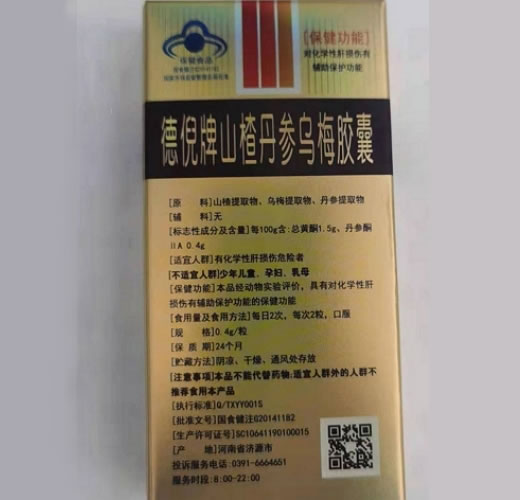 [保健功能]
对化学性肝损伤有
辅助保护功能
保健食品
德倪牌山楂丹参乌梅胶囊
[原 料]山楂提取物、乌梅提取物、丹参提取物
[辅 料]无
[标志性成分及含量]每100g含:总黄酮1.5g、丹参酮
IIA 0.4g
[适宜人群]有化学性肝损伤危险者
[不适宜人群]少年儿童、孕妇、乳母
[保健功能]本品经动物实验评价，具有对化学性肝
损伤有辅助保护功能的保健功能
[食用量及食用方法]每日2次，每次2粒，口服
[规 格]0.4g/粒
[保 质 期]24个月
[贮藏方法]阴凉、干燥、通风处存放
[注意事项]本品不能代替药物;适宜人群外的人群不
推荐食用本产品
[执行标准]Q/TXYY0015
[批准文号]国食健注G20141182
[生产许可证号]SC10641190100015
[产 地]河南省济源市
投诉服务电话:0391-6664651
服务时段:8:00-22:00